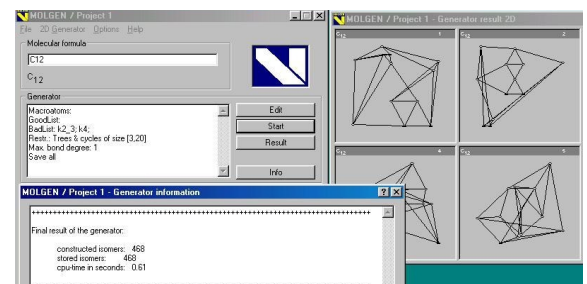 MOLGEN / Project 1
File 2D Generator Options Help
Molecular formula
C12
C12
Generator
Macroatoms:
GoodList:
BadList: k2_3; k4;
Restr.: Trees & cycles of size [3,20]
Max. bond degree: 1
Save all
Edit
Start
Result
Info
MOLGEN / Project 1 - Generator result 2D
C12 1
C12 2
C12 4
C12 5
MOLGEN / Project 1 - Generator information
++++++++++++++++++++++++++++++++++++++++++++++++++++++++++++++++++++++++
Final result of the generator:
constructed isomers: 468
stored isomers: 468
cpu-time in seconds: 0.61